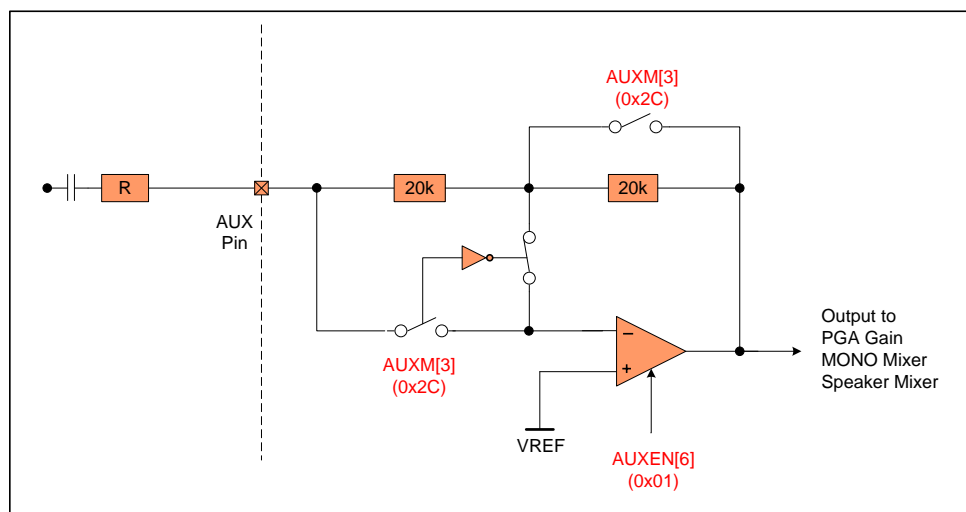 AUXM[3]
(0x2C)
R
20k
20k
AUX
Pin
AUXM[3]
(0x2C)
−
+
VREF
AUXEN[6]
(0x01)
Output to
PGA Gain
MONO Mixer
Speaker Mixer